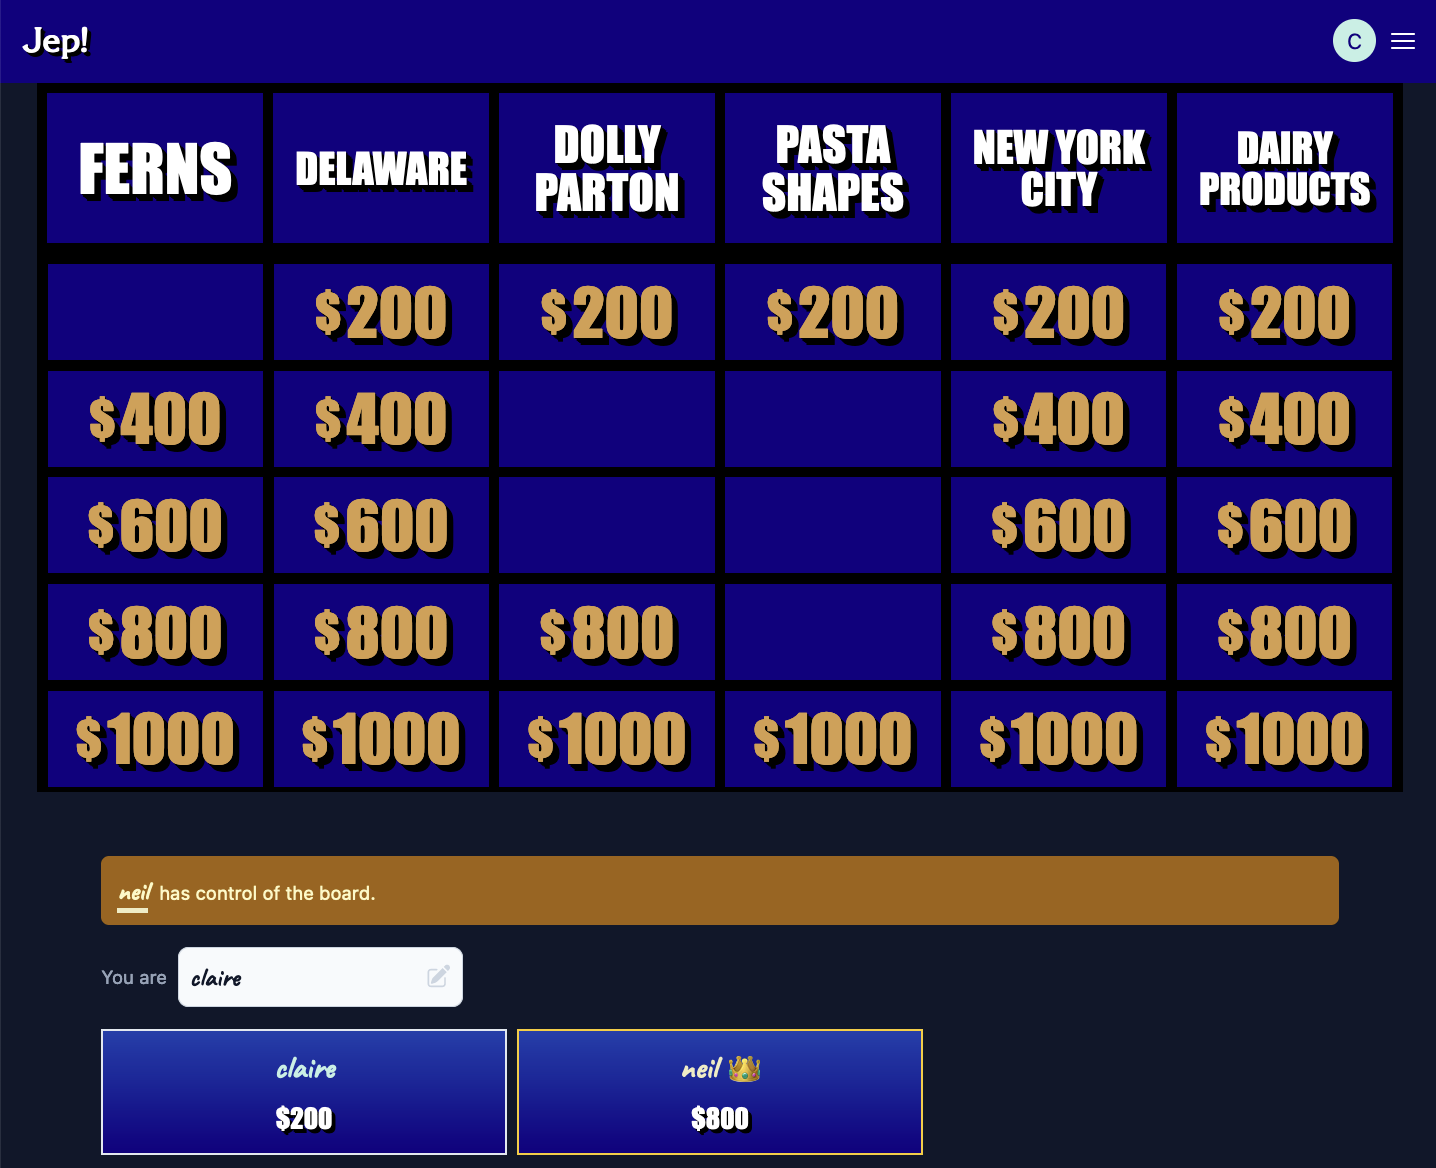 Jep!
C
FERNS
DELAWARE
DOLLY
PARTON
PASTA
SHAPES
NEW YORK
CITY
DAIRY
PRODUCTS
$200 $200 $200 $200 $200
$400 $400 $400 $400
$600 $600 $600 $600
$800 $800 $800 $800 $800
$1000 $1000 $1000 $1000 $1000 $1000
neil has control of the board.
You are claire
claire
$200
neil 👑
$800